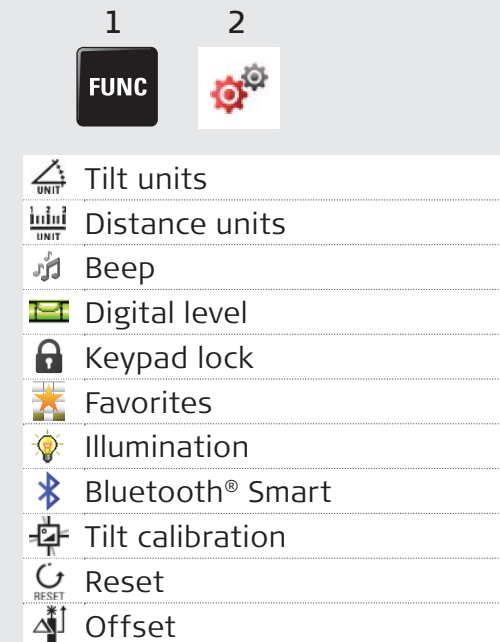 1 2
FUNC
UNIT Tilt units
UNIT Distance units
Beep
Digital level
Keypad lock
Favorites
Illumination
Bluetooth® Smart
Tilt calibration
RESET Reset
Offset